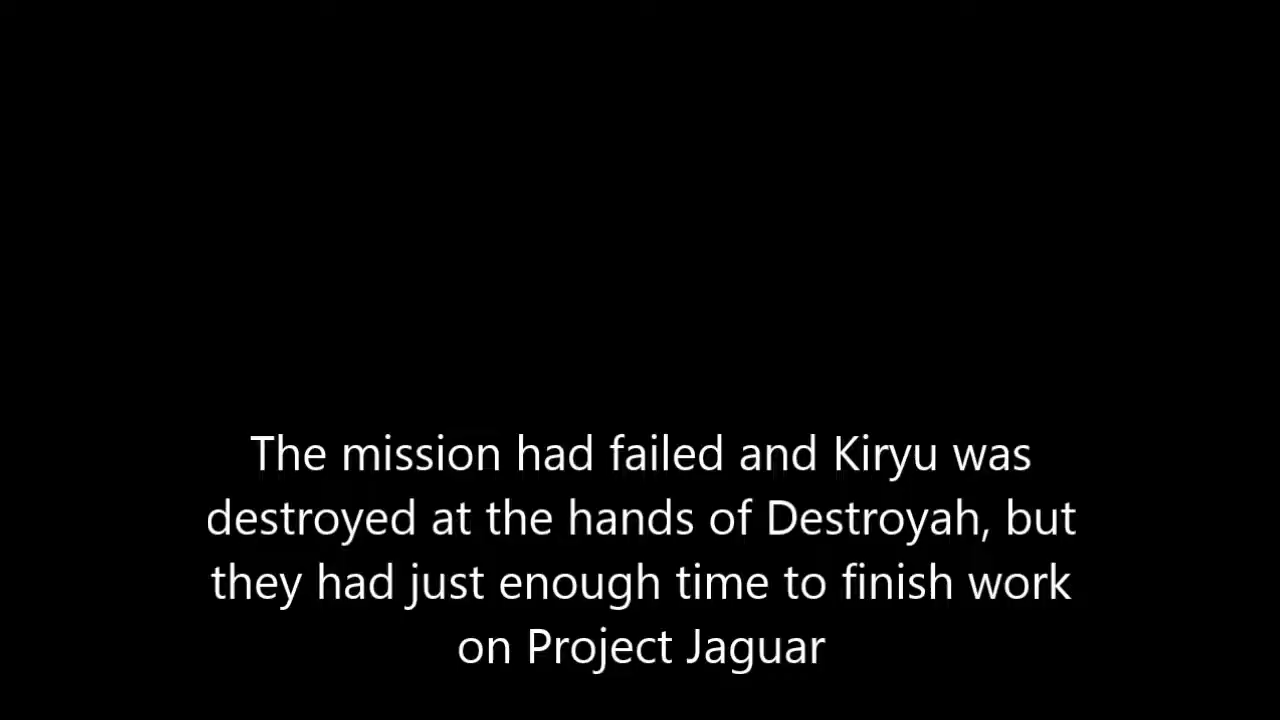 The mission had failed and Kiryu was
destroyed at the hands of Destroyah, but
they had just enough time to finish work
on Project Jaguar